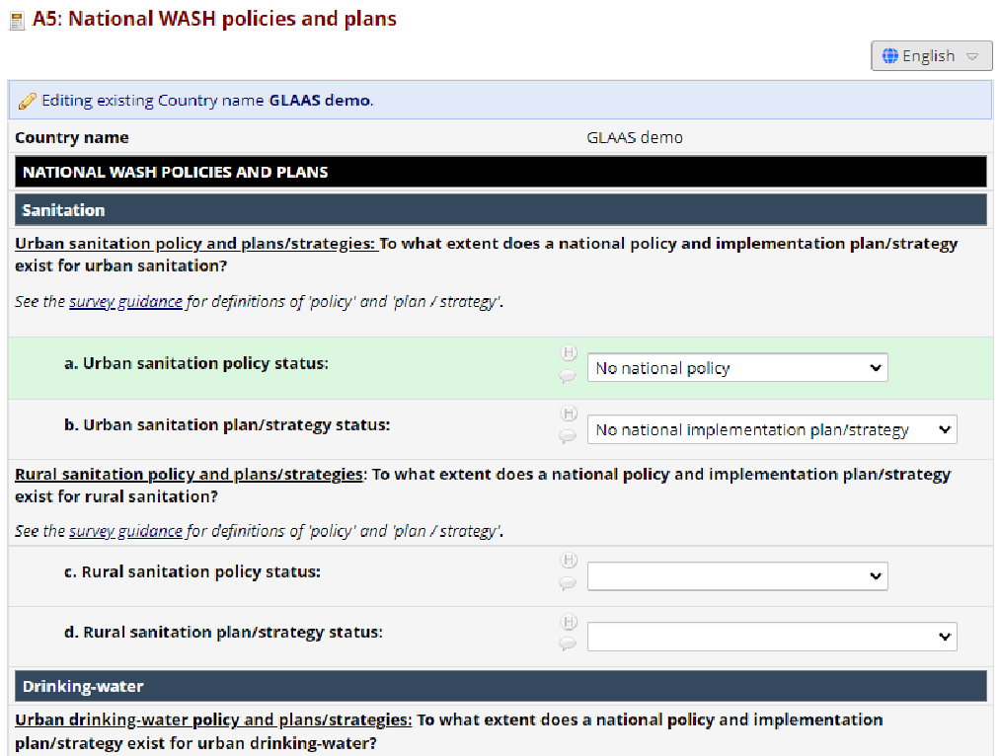 A5: National WASH policies and plans
English
Editing existing Country name GLAAS demo.
Country name GLAAS demo
NATIONAL WASH POLICIES AND PLANS
Sanitation
Urban sanitation policy and plans/strategies: To what extent does a national policy and implementation plan/strategy
exist for urban sanitation?
See the survey guidance for definitions of 'policy' and 'plan / strategy'.
a. Urban sanitation policy status: H No national policy
b. Urban sanitation plan/strategy status: H No national implementation plan/strategy
Rural sanitation policy and plans/strategies: To what extent does a national policy and implementation plan/strategy
exist for rural sanitation?
See the survey guidance for definitions of 'policy' and 'plan / strategy'.
c. Rural sanitation policy status: H
d. Rural sanitation plan/strategy status: H
Drinking-water
Urban drinking-water policy and plans/strategies: To what extent does a national policy and implementation
plan/strategy exist for urban drinking-water?